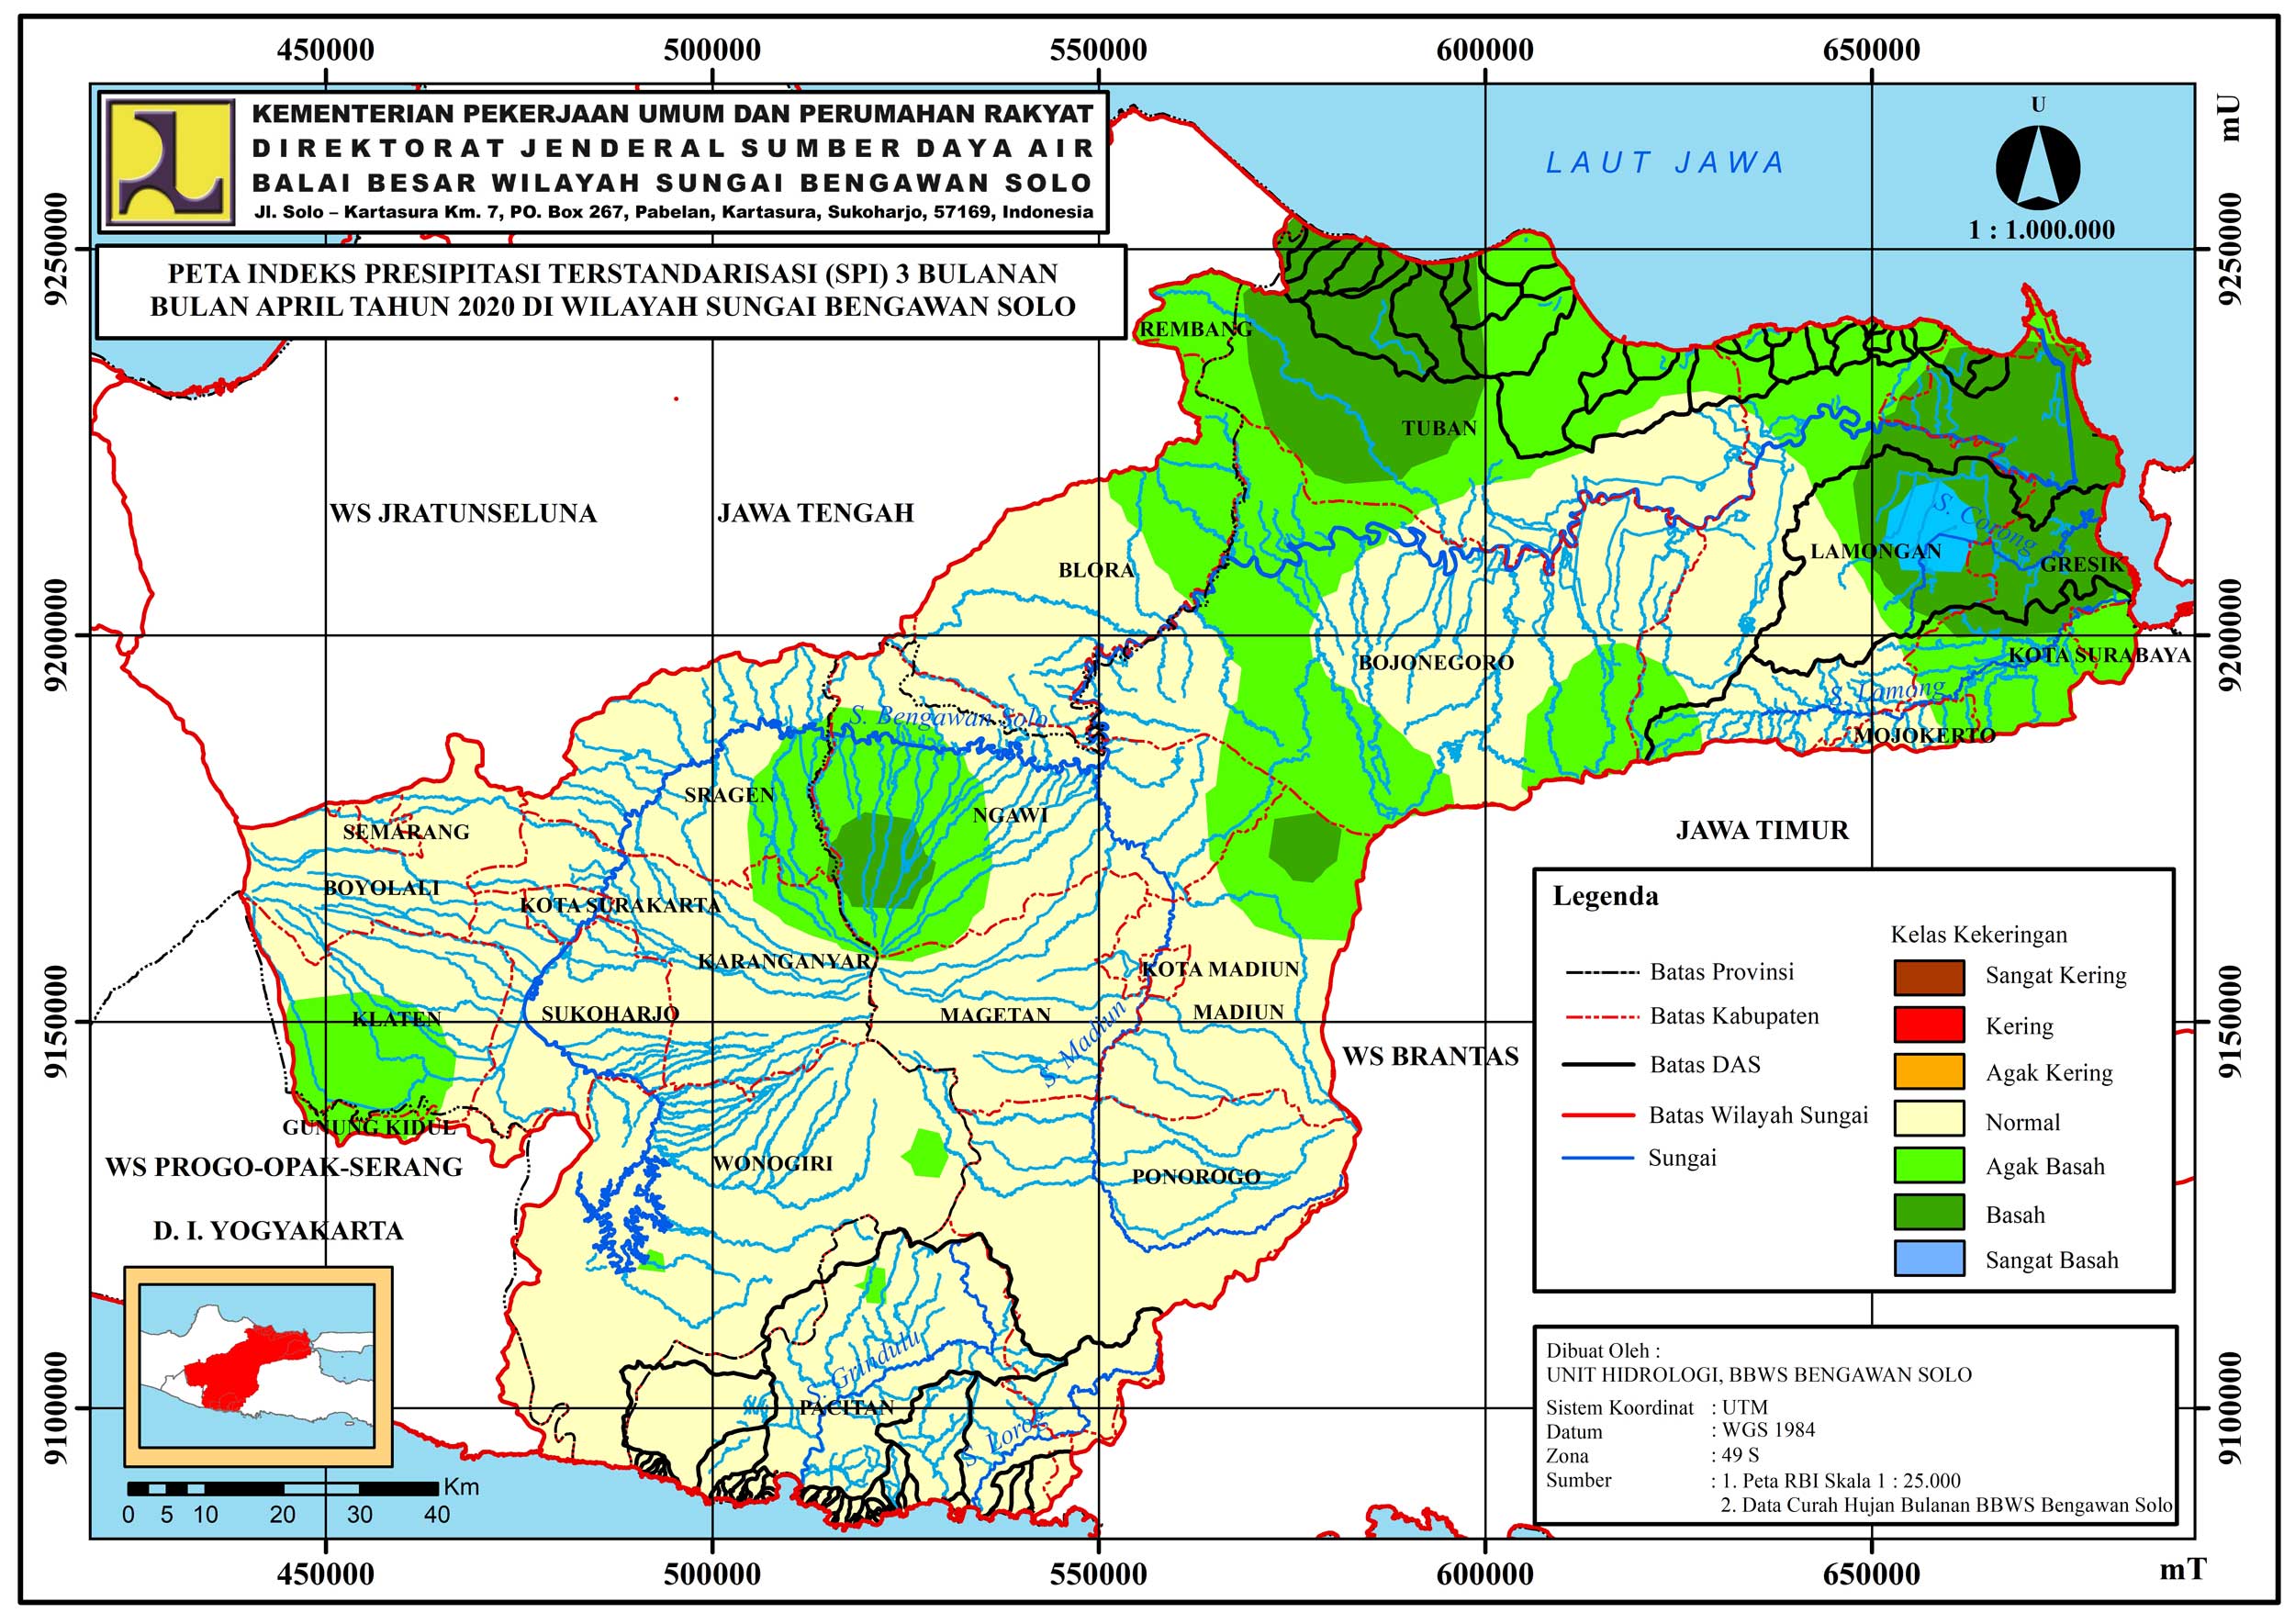 450000 500000 550000 600000 650000
mU
KEMENTERIAN PEKERJAAN UMUM DAN PERUMAHAN RAKYAT
DIREKTORAT JENDERAL SUMBER DAYA AIR
BALAI BESAR WILAYAH SUNGAI BENGAWAN SOLO
Jl. Solo – Kartasura Km. 7, PO. Box 267, Pabelan, Kartasura, Sukoharjo, 57169, Indonesia
PETA INDEKS PRESIPITASI TERSTANDARISASI (SPI) 3 BULANAN
BULAN APRIL TAHUN 2020 DI WILAYAH SUNGAI BENGAWAN SOLO
LAUT JAWA
U
1 : 1.000.000
9250000 9250000
REMBANG
TUBAN
WS JRATUNSELUNA
JAWA TENGAH
S. Corong
LAMONGAN
GRESIK
BLORA
9200000 9200000
BOJONEGORO
KOTA SURABAYA
S. Lamong
MOJOKERTO
S. Bengawan Solo
SRAGEN
NGAWI
SEMARANG
JAWA TIMUR
BOYOLALI
KOTA SURAKARTA
KARANGANYAR
KOTA MADIUN
SUKOHARJO
MAGETAN
MADIUN
KLATEN
9150000 9150000
S. Madiun
WS BRANTAS
GUNUNG KIDUL
WS PROGO-OPAK-SERANG
WONOGIRI
PONOROGO
D. I. YOGYAKARTA
S. Grindulu
PACITAN
S. Lorog
9100000 9100000
Legenda
Batas Provinsi
Batas Kabupaten
Batas DAS
Batas Wilayah Sungai
Sungai
Kelas Kekeringan
Sangat Kering
Kering
Agak Kering
Normal
Agak Basah
Basah
Sangat Basah
Dibuat Oleh :
UNIT HIDROLOGI, BBWS BENGAWAN SOLO
Sistem Koordinat : UTM
Datum : WGS 1984
Zona : 49 S
Sumber : 1. Peta RBI Skala 1 : 25.000
2. Data Curah Hujan Bulanan BBWS Bengawan Solo
Km
0 5 10 20 30 40
450000 500000 550000 600000 650000
mT